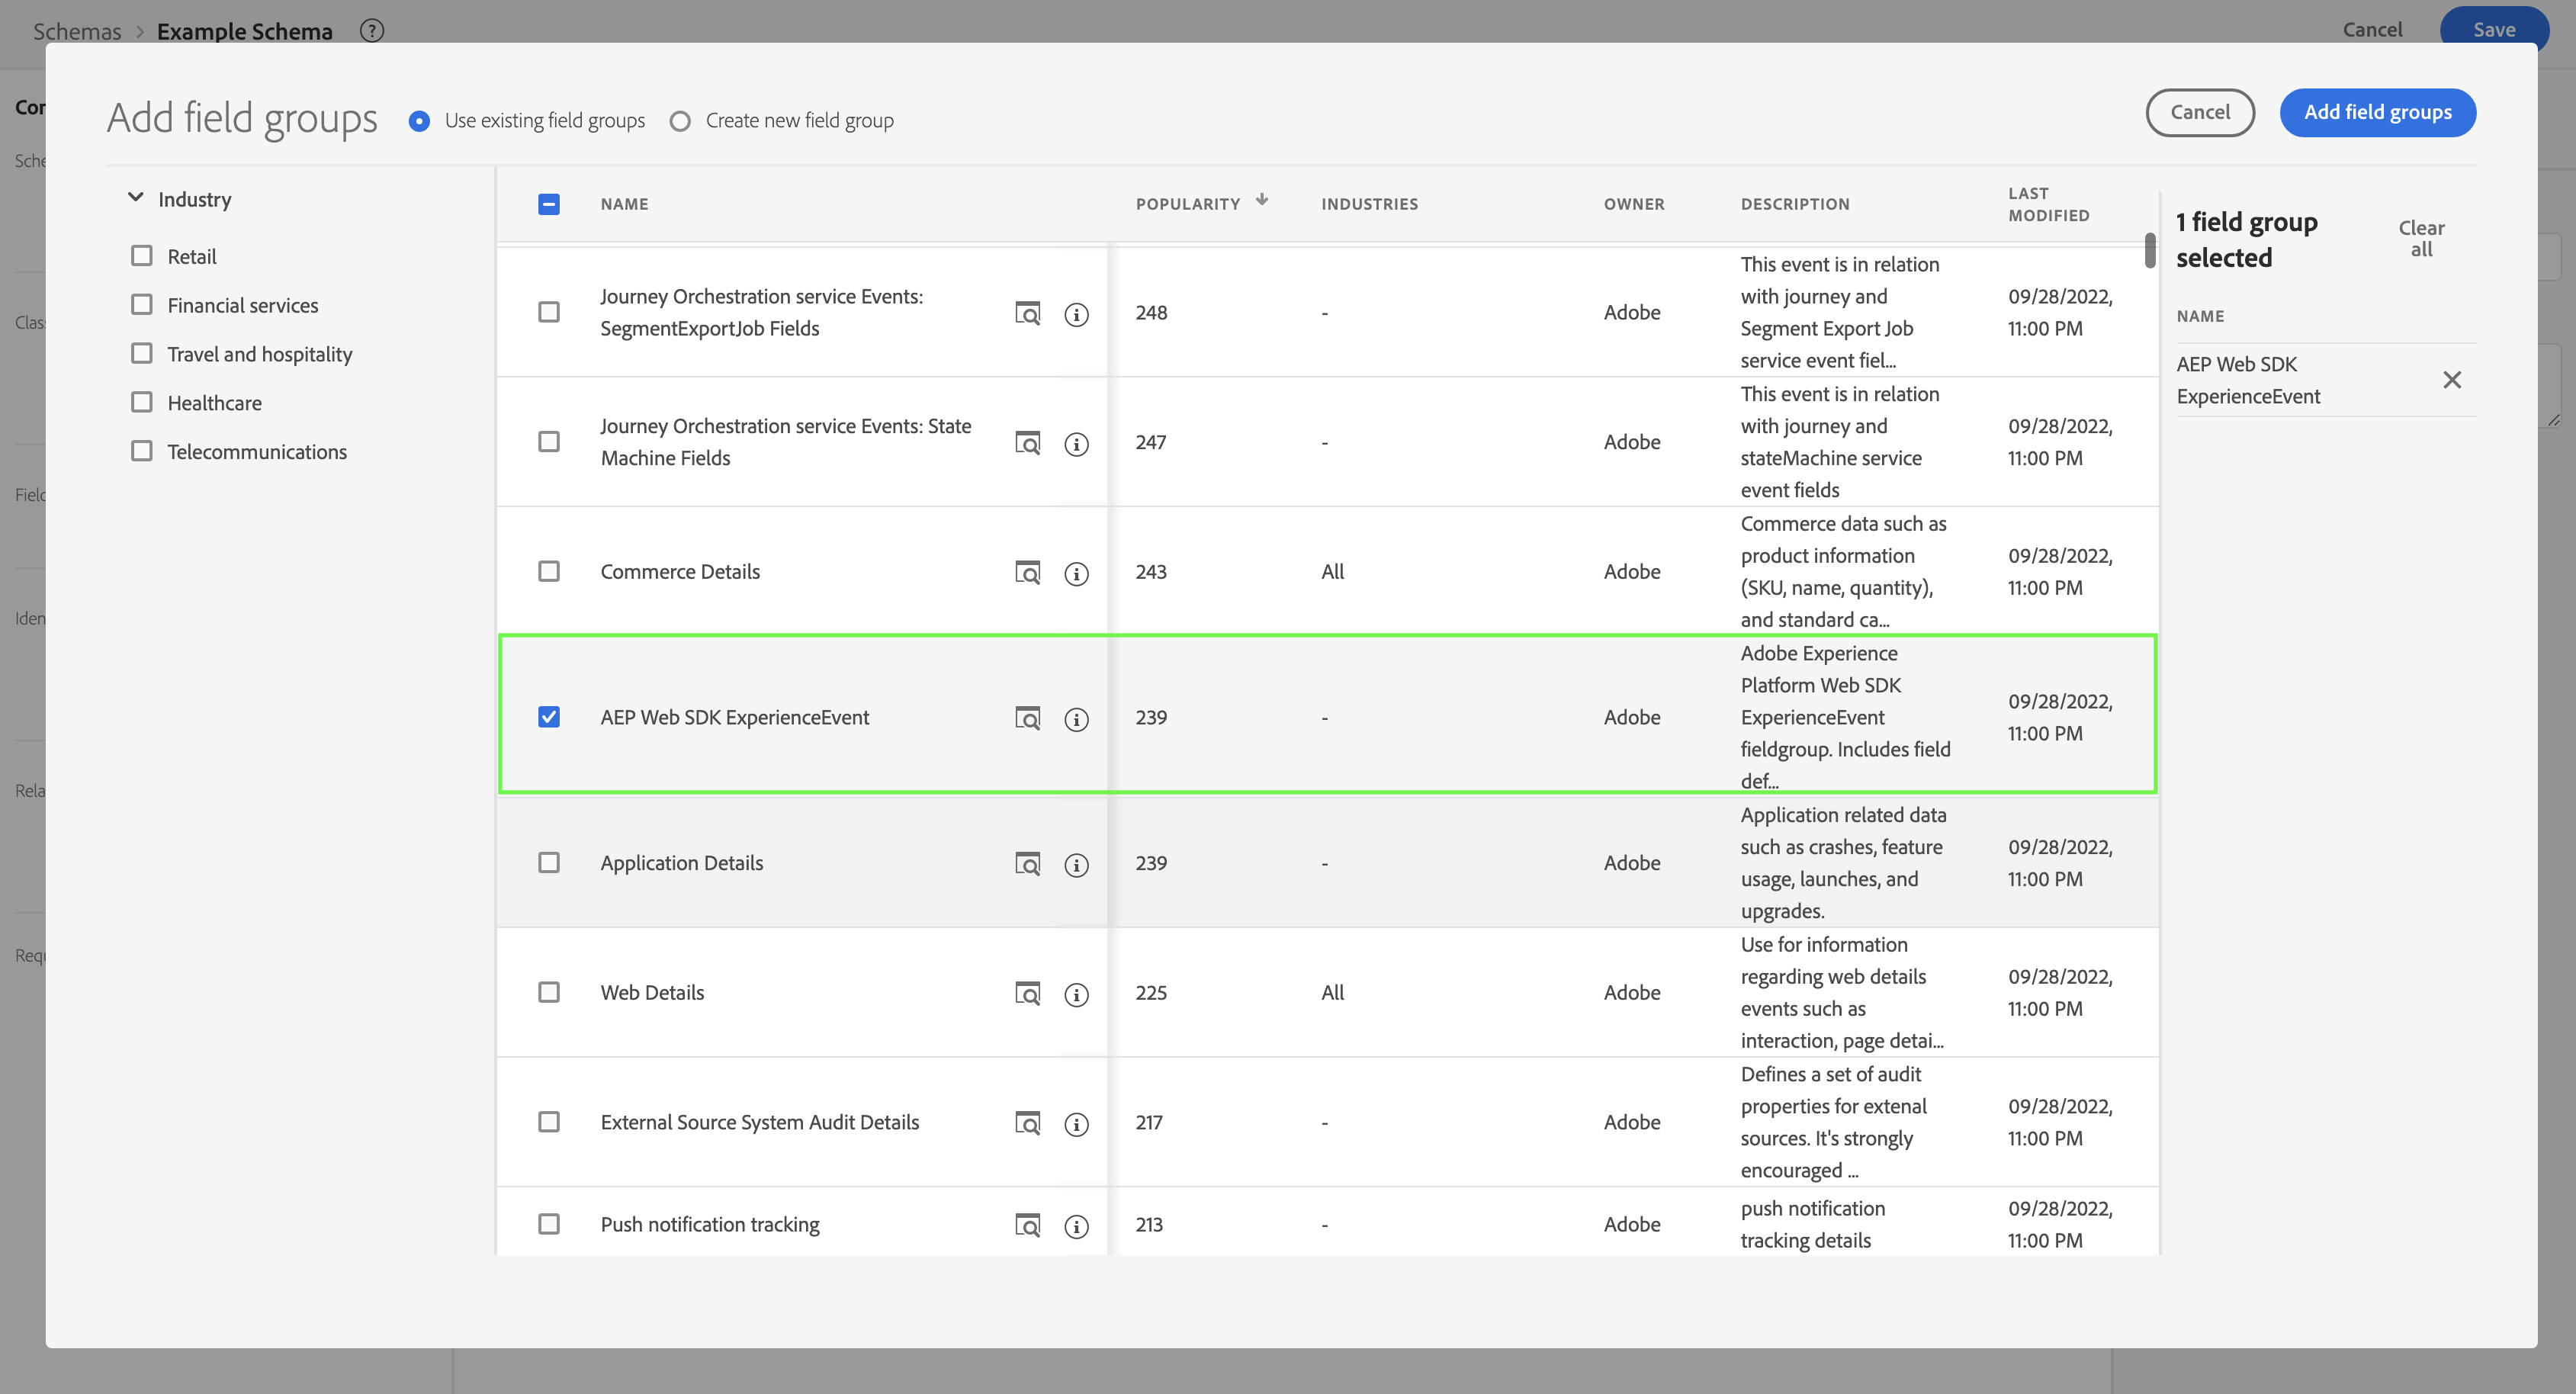 Schemas > Example Schema ?
Cancel Save
Add field groups
Use existing field groups Create new field group
Cancel Add field groups
Industry
Retail
Financial services
Travel and hospitality
Healthcare
Telecommunications
NAME POPULARITY ↓ INDUSTRIES OWNER DESCRIPTION LAST
MODIFIED
Journey Orchestration service Events:
SegmentExportJob Fields
248 - Adobe
This event is in relation
with journey and
Segment Export Job
service event fiel...
09/28/2022,
11:00 PM
Journey Orchestration service Events: State
Machine Fields
247 - Adobe
This event is in relation
with journey and
stateMachine service
event fields
09/28/2022,
11:00 PM
Commerce Details
243 All Adobe
Commerce data such as
product information
(SKU, name, quantity),
and standard ca...
09/28/2022,
11:00 PM
AEP Web SDK ExperienceEvent
239 - Adobe
Adobe Experience
Platform Web SDK
ExperienceEvent
fieldgroup. Includes field
def...
09/28/2022,
11:00 PM
Application Details
239 - Adobe
Application related data
such as crashes, feature
usage, launches, and
upgrades.
09/28/2022,
11:00 PM
Web Details
225 All Adobe
Use for information
regarding web details
events such as
interaction, page detai...
09/28/2022,
11:00 PM
External Source System Audit Details
217 - Adobe
Defines a set of audit
properties for extenal
sources. It's strongly
encouraged ...
09/28/2022,
11:00 PM
Push notification tracking
213 - Adobe
push notification
tracking details
09/28/2022,
11:00 PM
1 field group
selected
Clear
all
NAME
AEP Web SDK
ExperienceEvent